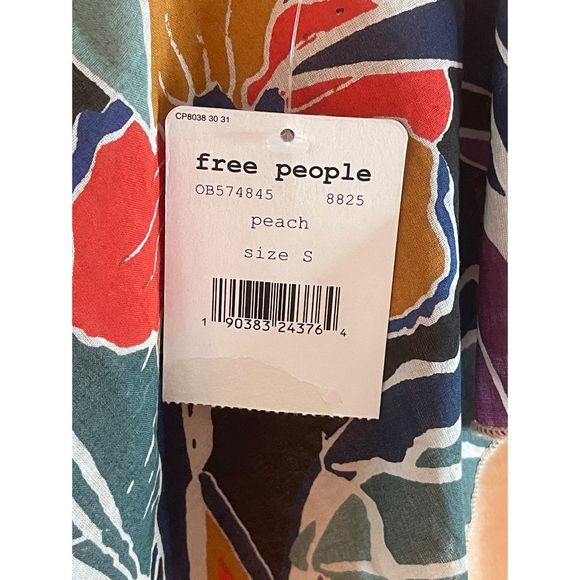 CP8038 30 31
free people
OB574845 8825
peach
size S
1 90383 24376 4